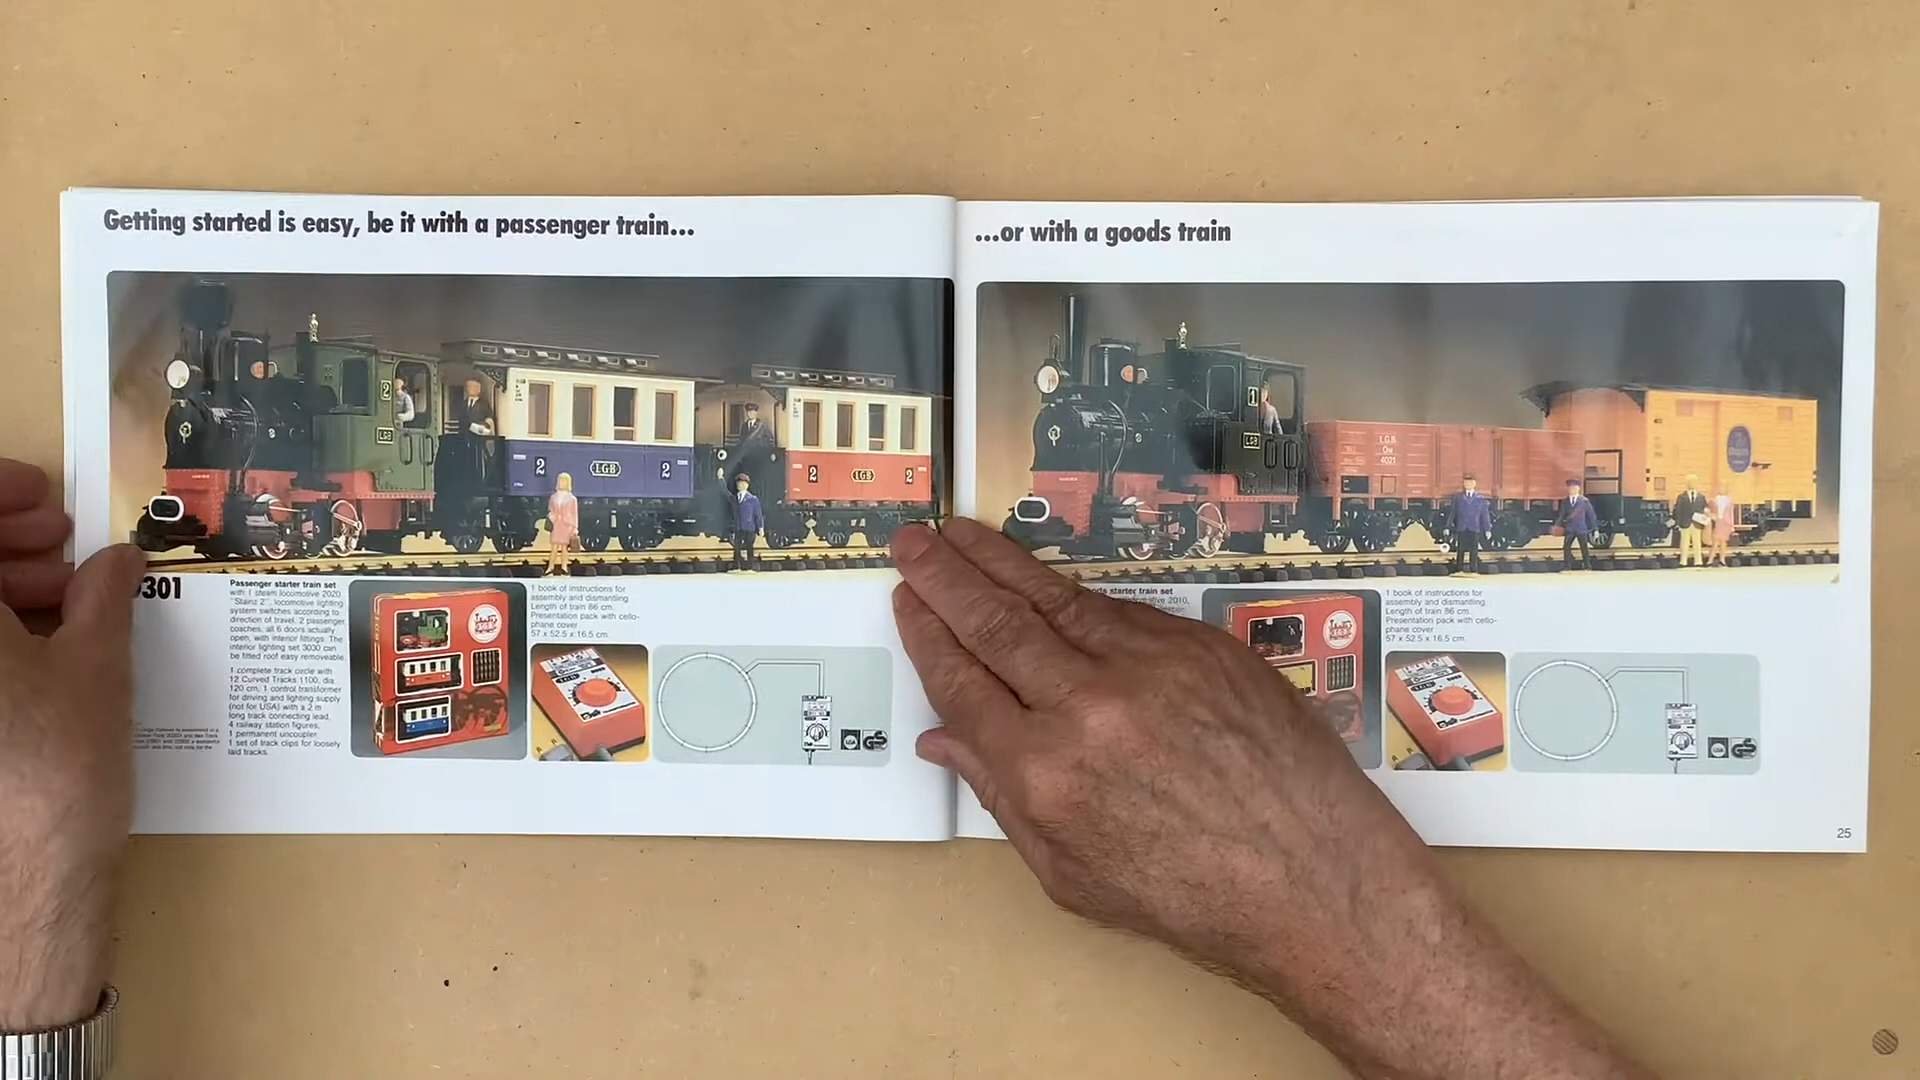 Getting started is easy, be it with a passenger train...
2
LGB
2
LGB
2
2
LGB
2
301
Passenger starter train set
with 1 steam locomotive 2020
"Stainz 2", locomotive lighting
system switches according to
direction of travel, 2 passenger
coaches, all 6 doors actually
open, with interior fittings. The
interior lighting set 3030 can
be fitted roof easy removeable.
1 complete track circle with
12 Curved Tracks 1100, dia.
120 cm, 1 control transformer
for driving and lighting supply
(not for USA) with a 2 m
long track connecting lead,
4 railway station figures,
1 permanent uncoupler
1 set of track clips for loosely
laid tracks.
1 book of instructions for
assembly and dismantling
Length of train 86 cm.
Presentation pack with cello-
phane cover
57 x 52.5 x 16.5 cm
...or with a goods train
1
LGB
L.G.B.
Ow
4021
starter train set
2010,
1 book of instructions for
assembly and dismantling.
Length of train 86 cm.
Presentation pack with cello-
phane cover
57 x 52.5 x 16.5 cm
25